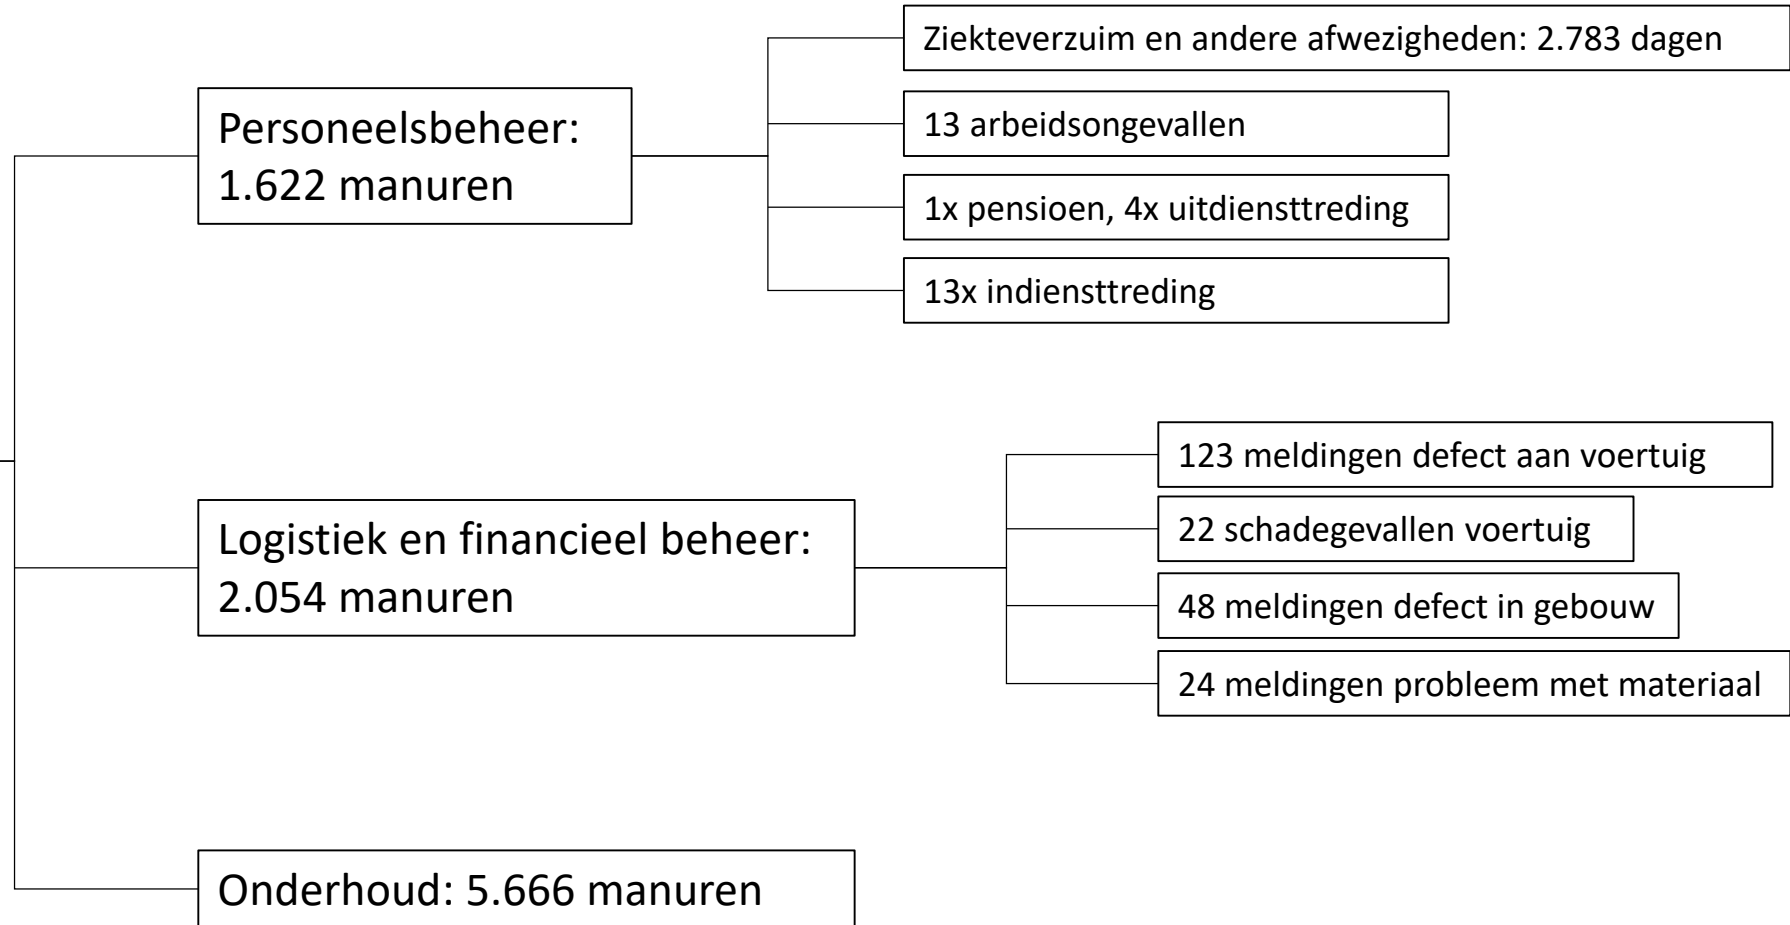 Ziekteverzuim en andere afwezigheden: 2.783 dagen
Personeelsbeheer:
1.622 manuren
13 arbeidsongevallen
1x pensioen, 4x uitdiensttreding
13x indiensttreding
123 meldingen defect aan voertuig
Logistiek en financieel beheer:
2.054 manuren
22 schadegevallen voertuig
48 meldingen defect in gebouw
24 meldingen probleem met materiaal
Onderhoud: 5.666 manuren